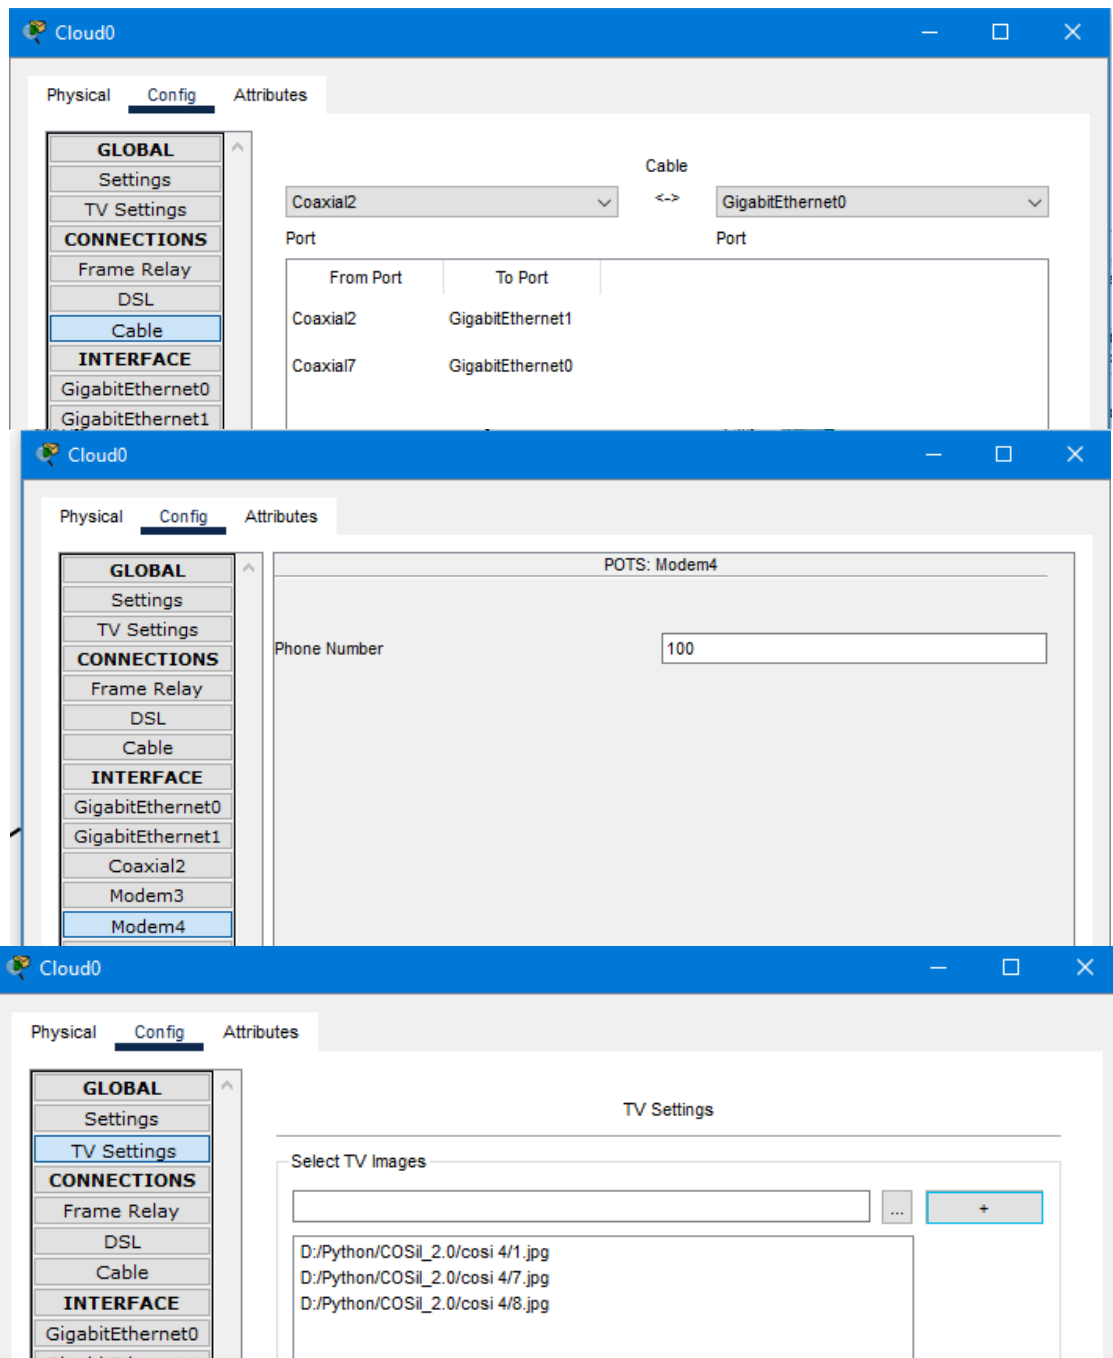 Cloud0
Physical Config Attributes
GLOBAL
Settings
TV Settings
CONNECTIONS
Frame Relay
DSL
Cable
INTERFACE
GigabitEthernet0
GigabitEthernet1
Cable
Coaxial2 <-> GigabitEthernet0
Port Port
From Port To Port
Coaxial2 GigabitEthernet1
Coaxial7 GigabitEthernet0
Cloud0
Physical Config Attributes
GLOBAL
Settings
TV Settings
CONNECTIONS
Frame Relay
DSL
Cable
INTERFACE
GigabitEthernet0
GigabitEthernet1
Coaxial2
Modem3
Modem4
POTS: Modem4
Phone Number 100
Cloud0
Physical Config Attributes
GLOBAL
Settings
TV Settings
CONNECTIONS
Frame Relay
DSL
Cable
INTERFACE
GigabitEthernet0
TV Settings
Select TV Images
... +
D:/Python/COSiI_2.0/cosi 4/1.jpg
D:/Python/COSiI_2.0/cosi 4/7.jpg
D:/Python/COSiI_2.0/cosi 4/8.jpg